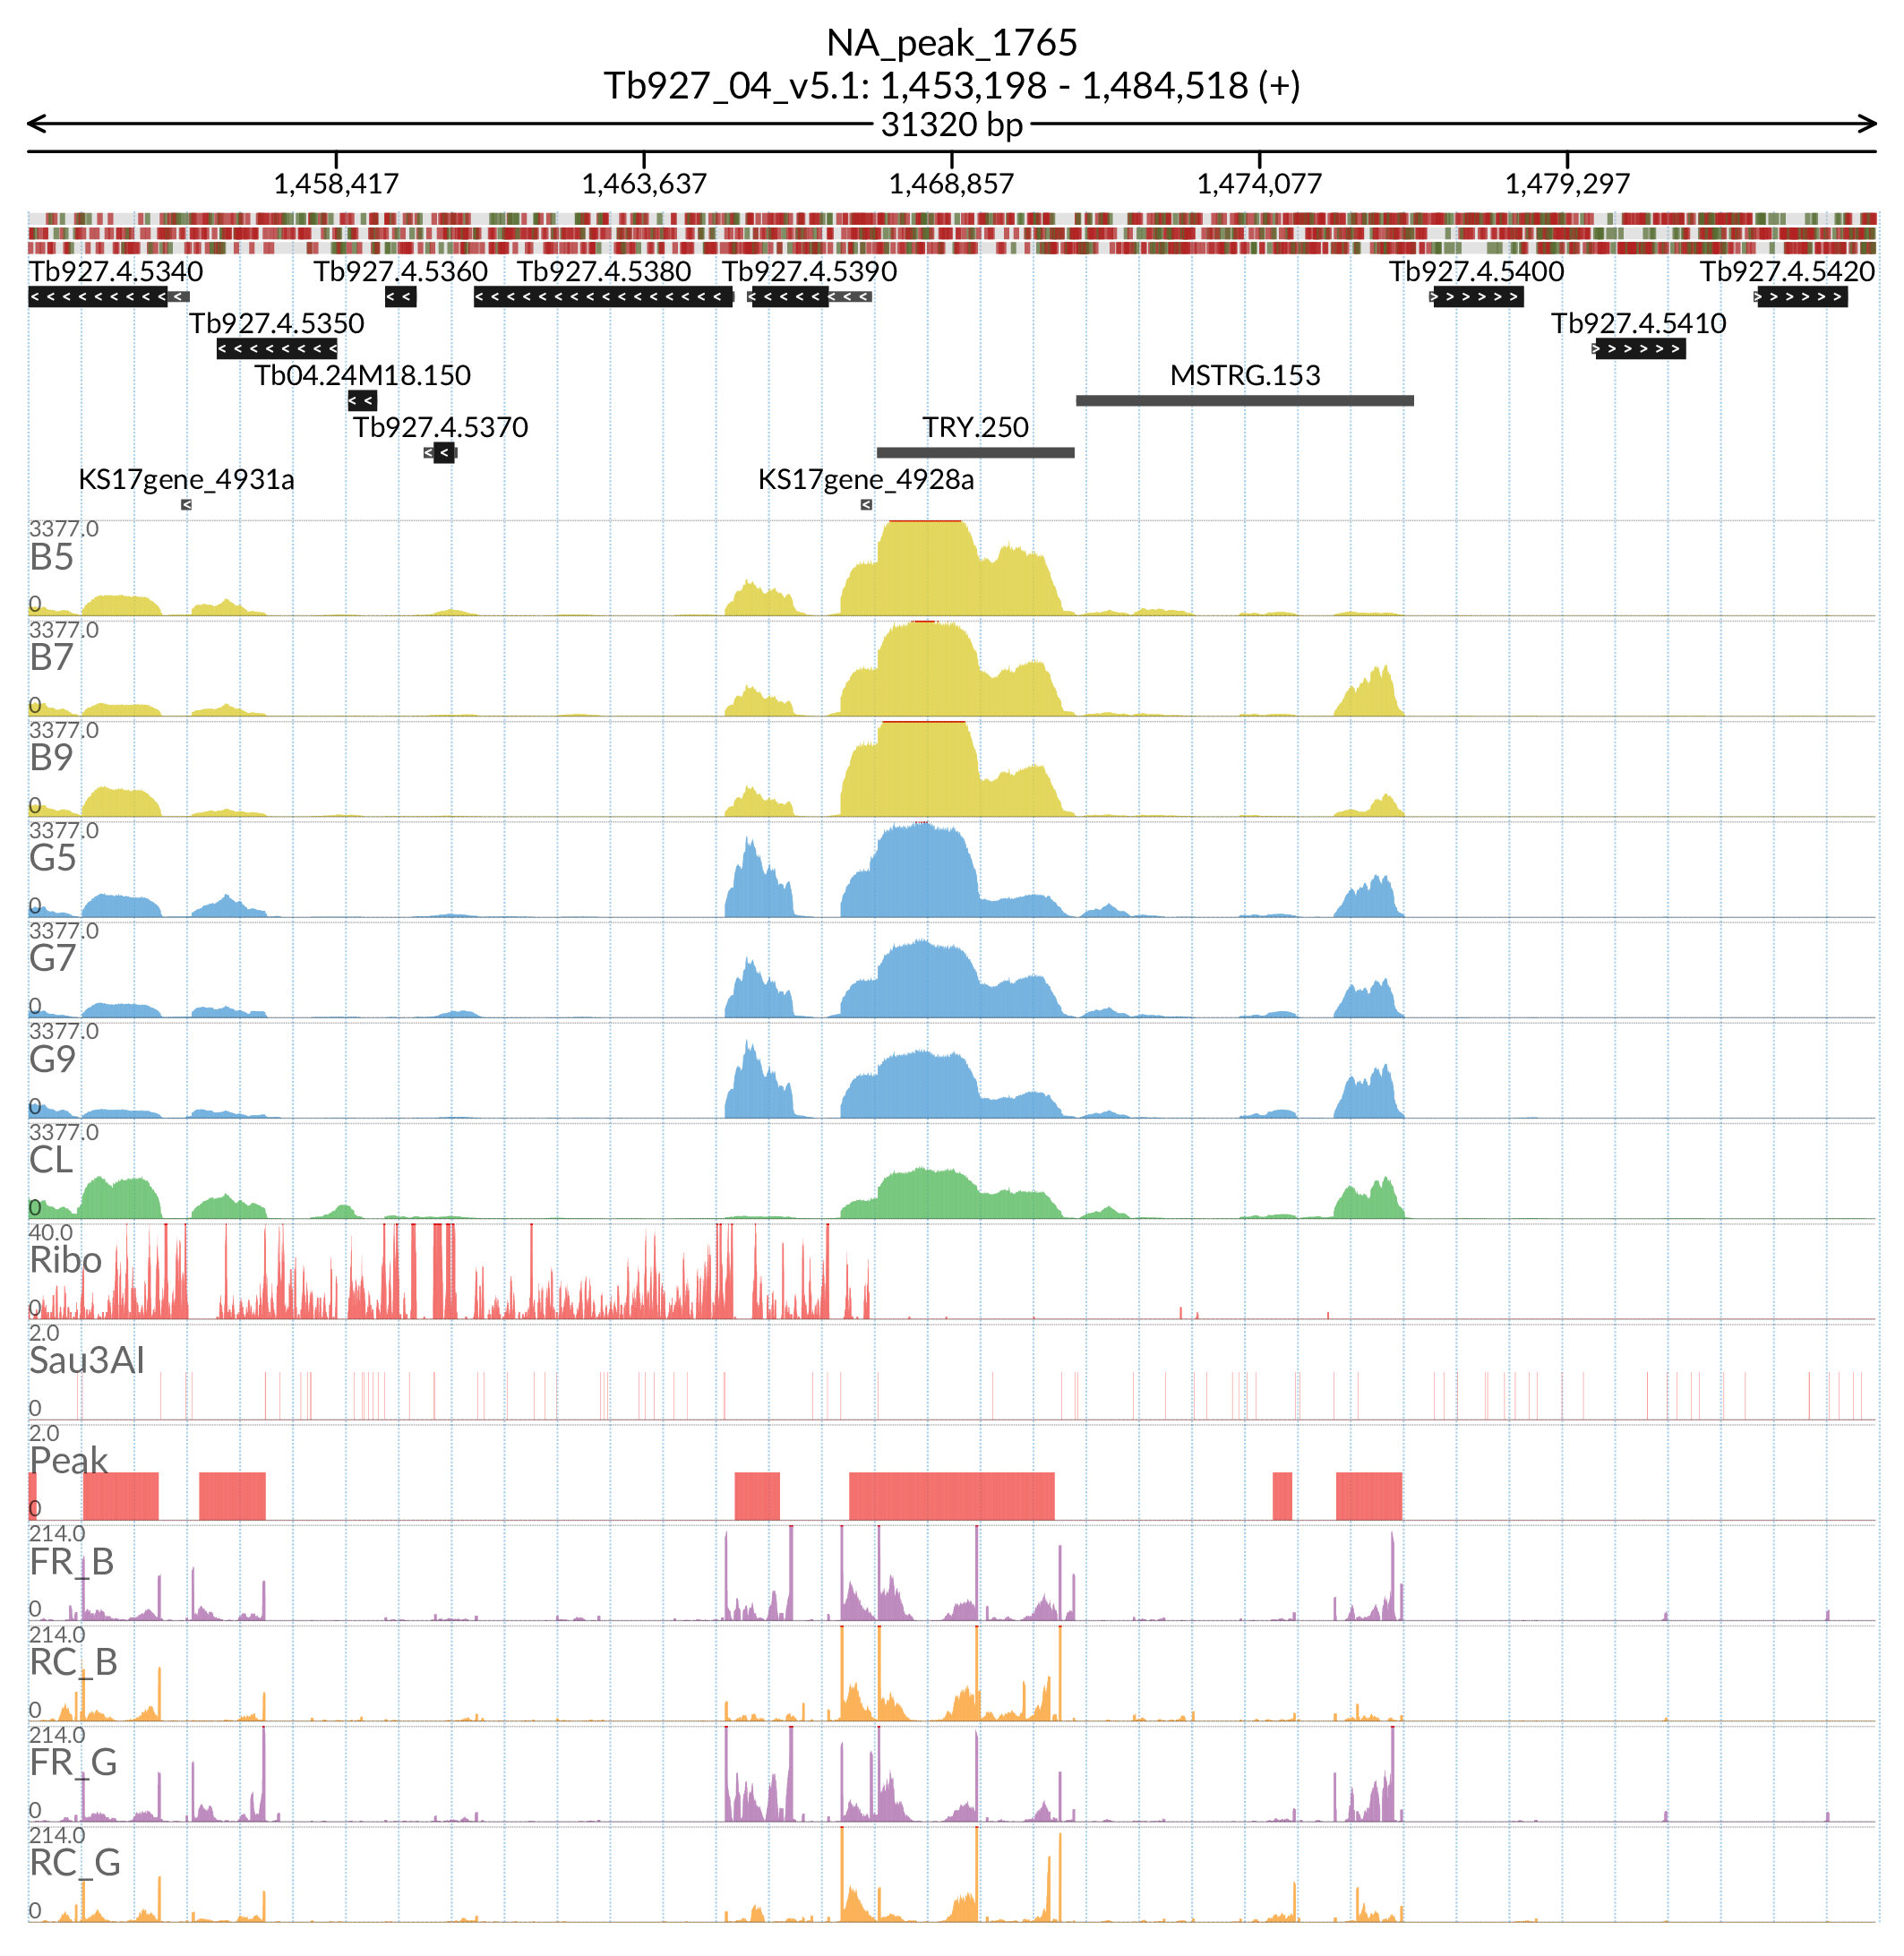 NA_peak_1765
Tb927_04_v5.1: 1,453,198 - 1,484,518 (+)
31320 bp
1,458,417 1,463,637 1,468,857 1,474,077 1,479,297
Tb927.4.5340 Tb927.4.5360 Tb927.4.5380 Tb927.4.5390 Tb927.4.5400 Tb927.4.5420
Tb927.4.5350 Tb927.4.5410
Tb04.24M18.150 MSTRG.153
Tb927.4.5370 TRY.250
KS17gene_4931a KS17gene_4928a
3377.0
B5
0
3377.0
B7
0
3377.0
B9
0
3377.0
G5
0
3377.0
G7
0
3377.0
G9
0
3377.0
CL
0
40.0
Ribo
0
2.0
Sau3AI
0
2.0
Peak
0
214.0
FR_B
0
214.0
RC_B
0
214.0
FR_G
0
214.0
RC_G
0